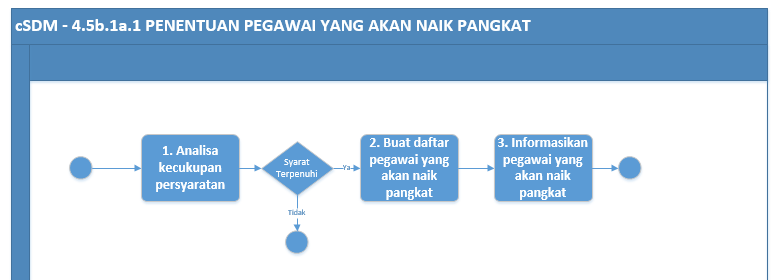 cSDM - 4.5b.1a.1 PENENTUAN PEGAWAI YANG AKAN NAIK PANGKAT
1. Analisa
kecukupan
persyaratan
Syarat
Terpenuhi
Ya
2. Buat daftar
pegawai yang
akan naik
pangkat
3. Informasikan
pegawai yang
akan naik
pangkat
Tidak